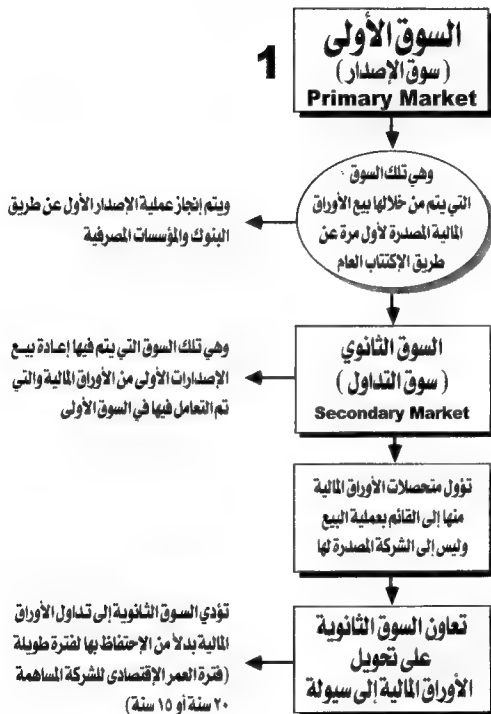 السوق الأولى
(سوق الإصدار)
Primary Market
1
وهي تلك السوق
التي يتم من خلالها بيع الأوراق
المالية المصدرة لأول مرة عن
طريق الإكتتاب العام
ويتم إنجاز عملية الإصدار الأول عن طريق
البنوك والمؤسسات المصرفية
السوق الثانوي
(سوق التداول)
Secondary Market
وهي تلك السوق التي يتم فيها إعادة بيع
الإصدارات الأولى من الأوراق المالية والتي
تم التعامل فيها في السوق الأولى
تؤول متحصلات الأوراق المالية
منها إلى القائم بعملية البيع
وليس إلى الشركة المصدرة لها
تعاون السوق الثانوية
على تحويل
الأوراق المالية إلى سيولة
تؤدي السوق الثانوية إلى تداول الأوراق
المالية بدلاً من الإحتفاظ بها لفترة طويلة
(فترة العمر الإقتصادى للشركة المساهمة
٢٠ سنة أو ١٥ سنة)